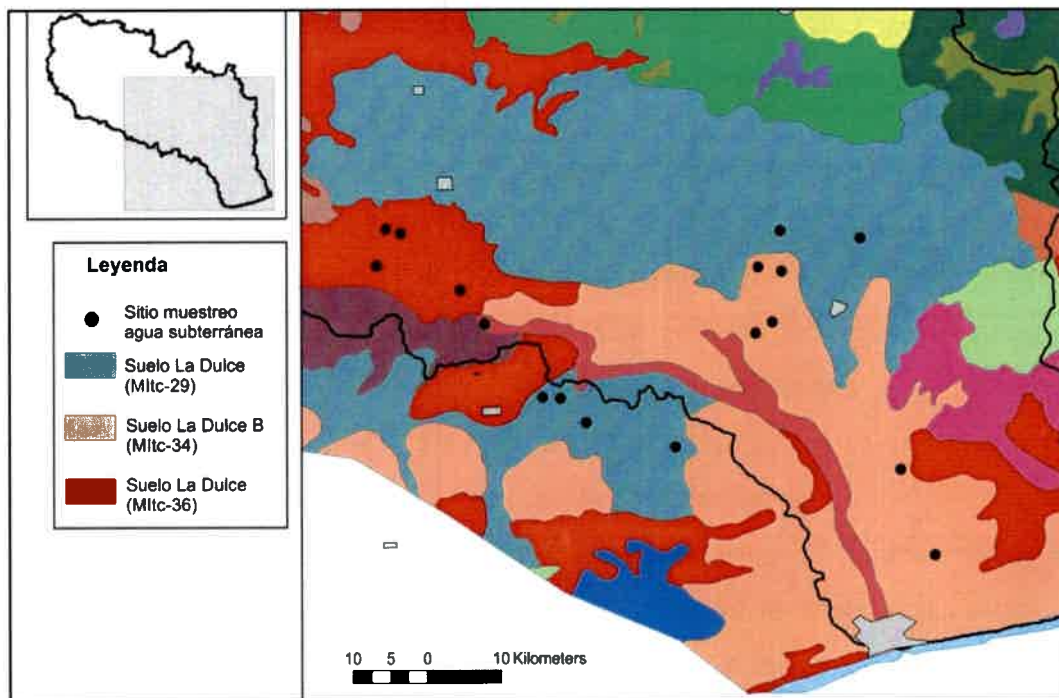 Leyenda
Sitio muestreo
agua subterránea
Suelo La Dulce
(Mltc-29)
Suelo La Dulce B
(Mltc-34)
Suelo La Dulce
(Mltc-36)
10 5 0 10 Kilometers